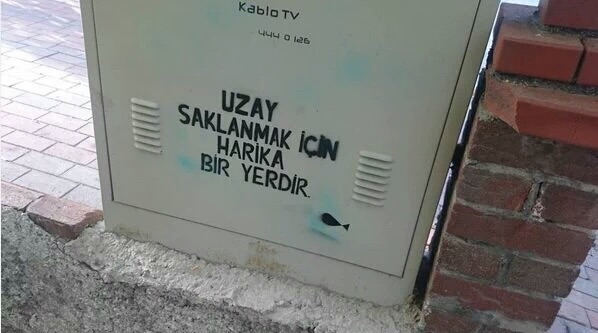 Kablo TV
444 0 126
UZAY
SAKLANMAK İÇİN
HARİKA
BİR YERDİR.